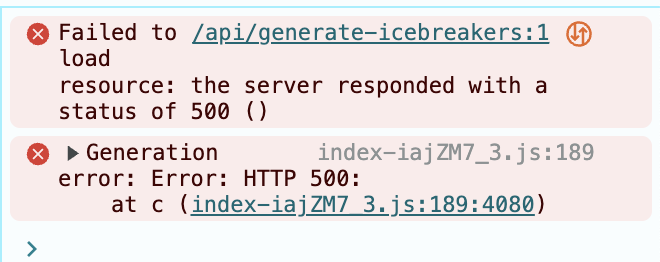 Failed to /api/generate-icebreakers:1
load
resource: the server responded with a
status of 500 ()
Generation index-iajZM7_3.js:189
error: Error: HTTP 500:
at c (index-iajZM7_3.js:189:4080)